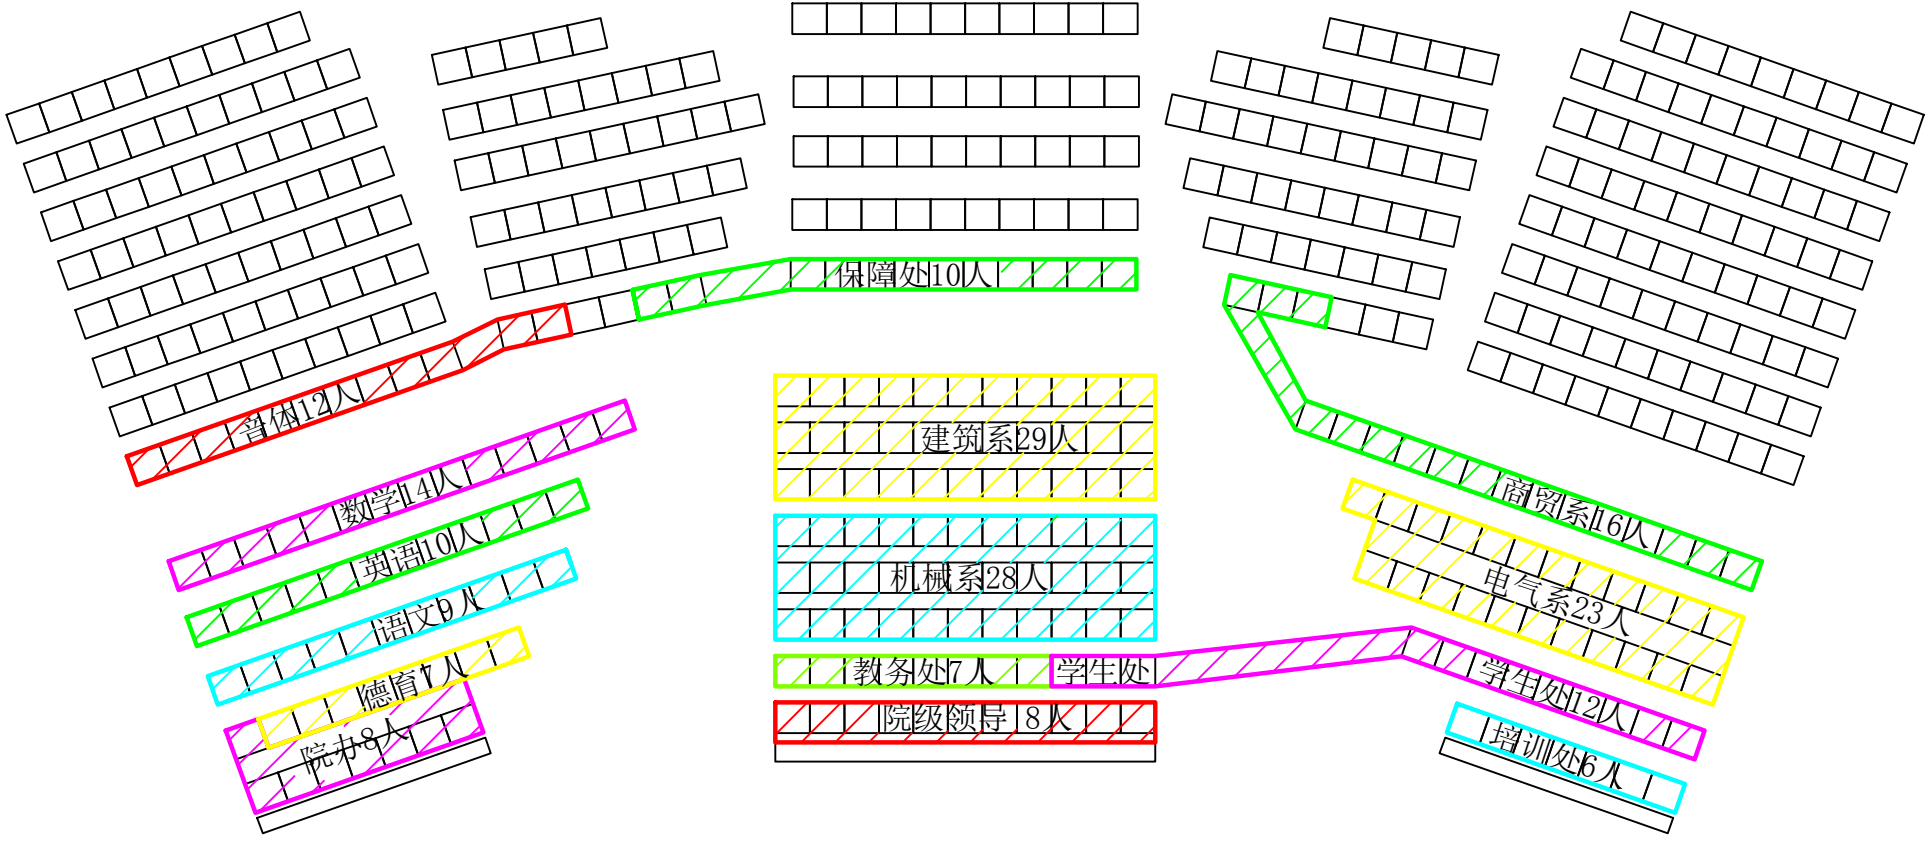 保障处10人
音体12人
建筑系29人
数学14人
商贸系16人
英语10人
机械系28人
电气系23人
语文9人
德育7人
教务处7人
学生处
学生处12人
院办8人
院级领导 8人
培训处6人